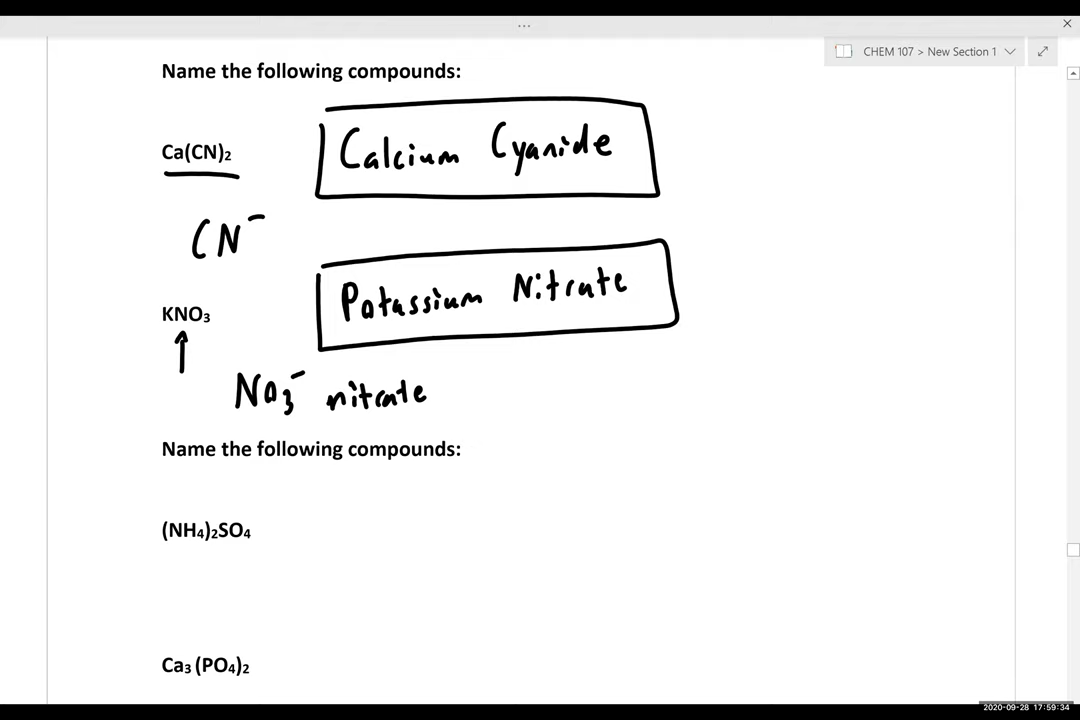 ...
CHEM 107 > New Section 1
Name the following compounds:
Ca(CN)₂
Calcium Cyanide
CN⁻
KNO₃
Potassium Nitrate
NO₃⁻ nitrate
Name the following compounds:
(NH₄)₂SO₄
Ca₃ (PO₄)₂
2020-09-28 17:59:34